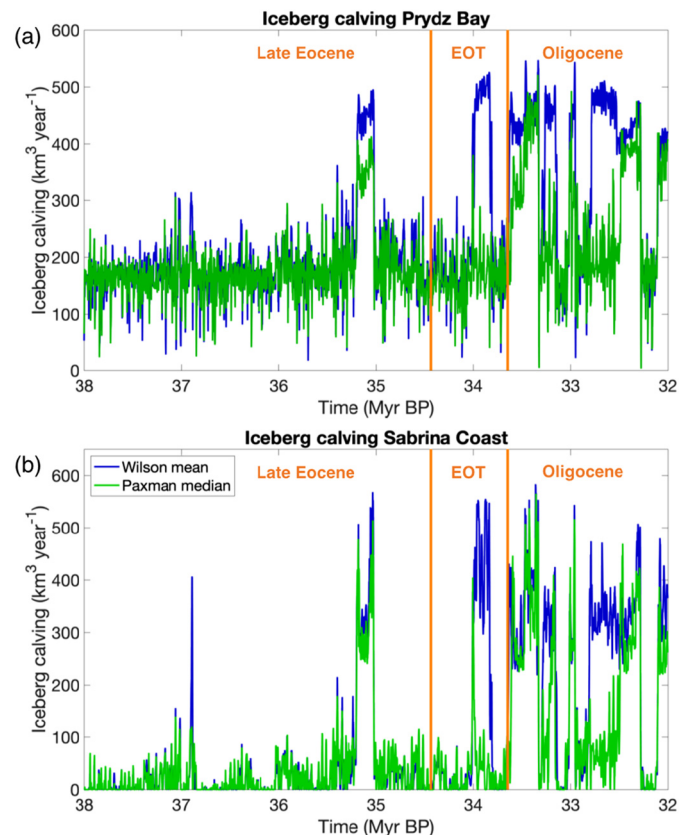 (a)
Iceberg calving Prydz Bay
Late Eocene EOT Oligocene
Iceberg calving (km³ year⁻¹)
600
500
400
300
200
100
0
38 37 36 35 34 33 32
Time (Myr BP)
(b)
Iceberg calving Sabrina Coast
Wilson mean
Paxman median
Late Eocene EOT Oligocene
Iceberg calving (km³ year⁻¹)
600
500
400
300
200
100
0
38 37 36 35 34 33 32
Time (Myr BP)